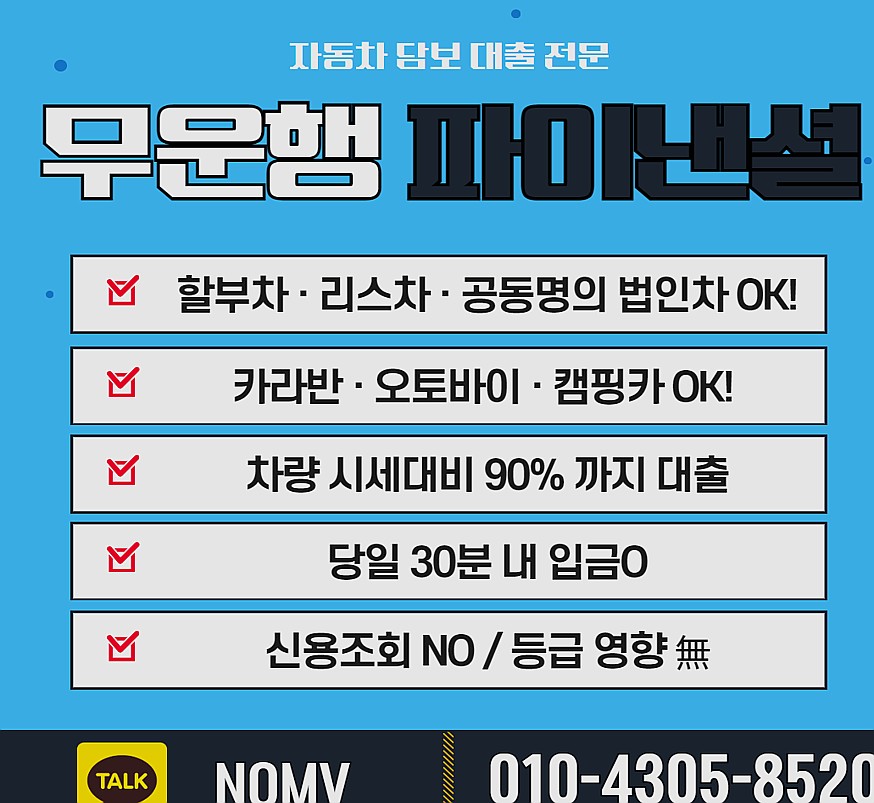 자동차 담보 대출 전문
무운행 파이낸셜
할부차 · 리스차 · 공동명의 법인차 OK!
카라반 · 오토바이 · 캠핑카 OK!
차량 시세대비 90% 까지 대출
당일 30분 내 입금O
신용조회 NO / 등급 영향 無
TALK NOMV 010-4305-8520